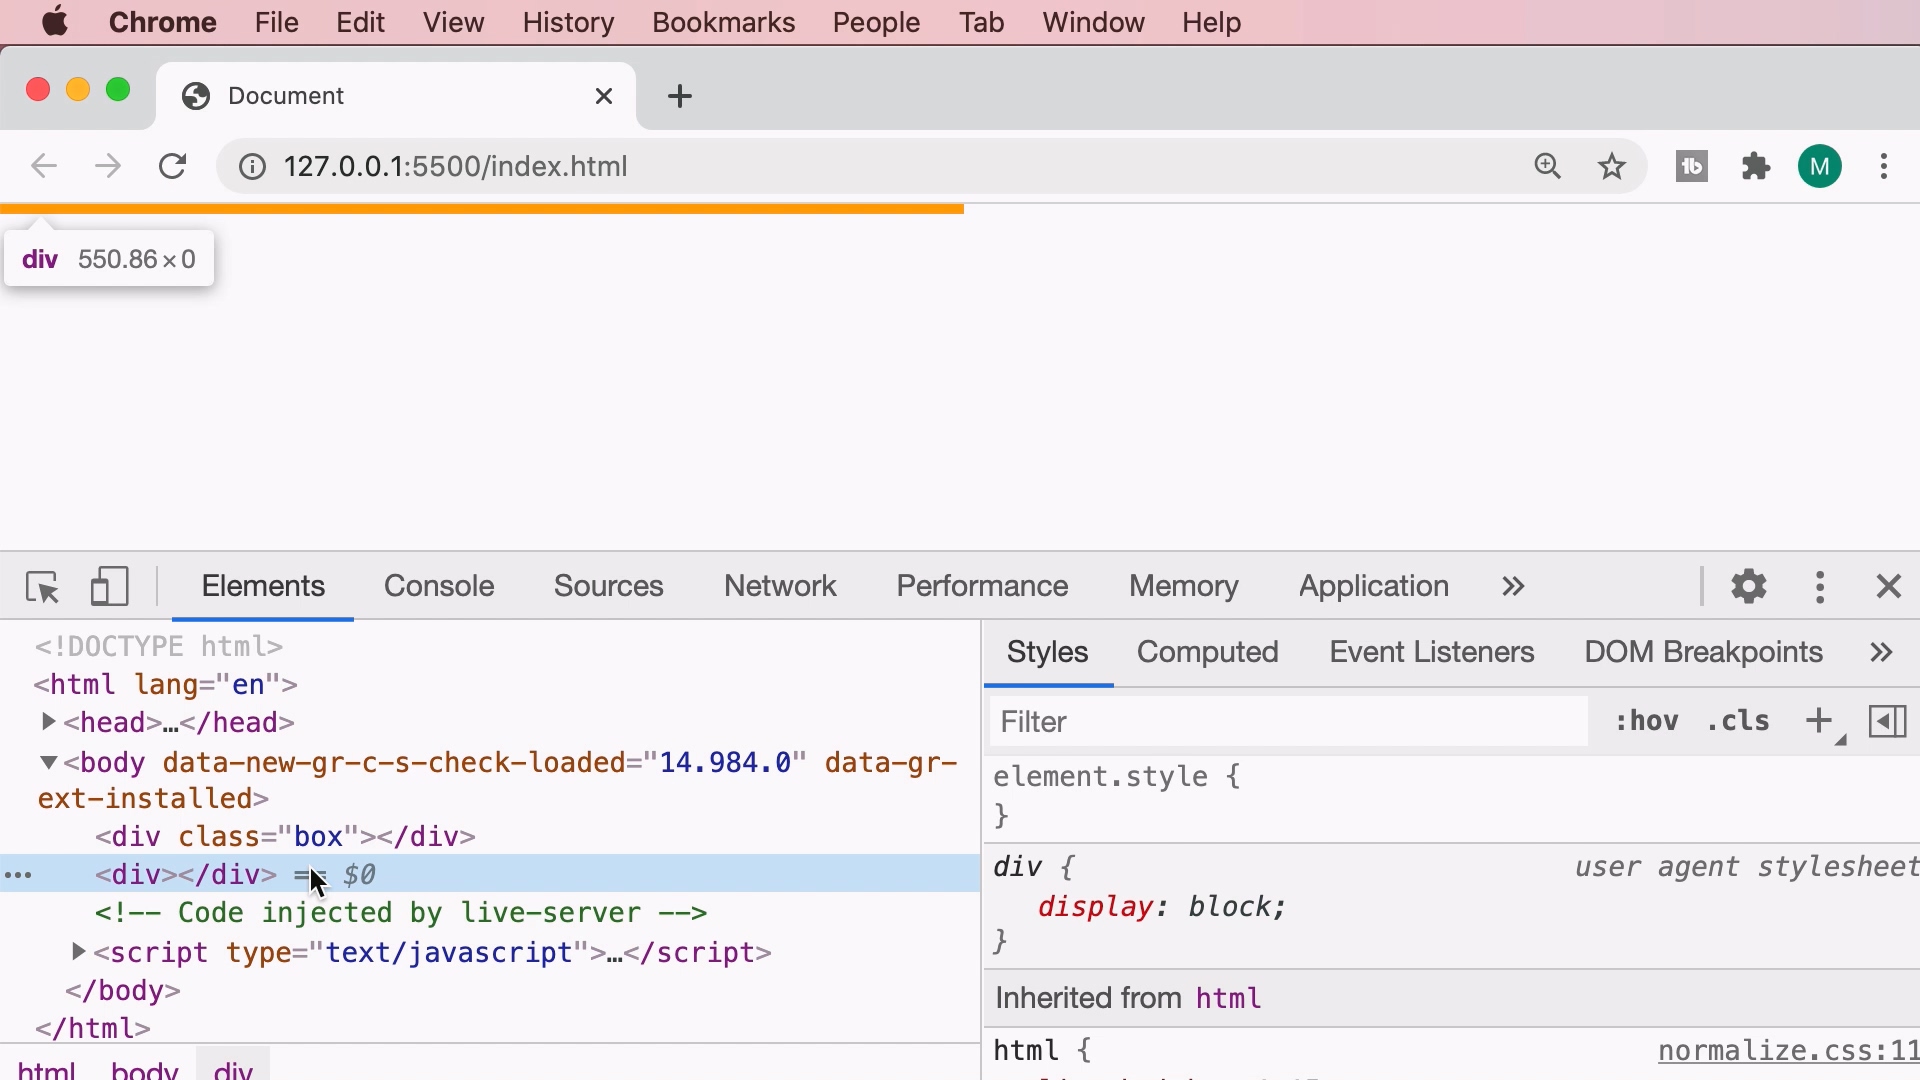 Chrome File Edit View History Bookmarks People Tab Window Help
Document
127.0.0.1:5500/index.html
M
div 550.86×0
Elements Console Sources Network Performance Memory Application »
<!DOCTYPE html>
<html lang="en">
<head>…</head>
<body data-new-gr-c-s-check-loaded="14.984.0" data-gr-
ext-installed>
<div class="box"></div>
<div></div> == $0
<!-- Code injected by live-server -->
<script type="text/javascript">…</script>
</body>
</html>
html body div
Styles Computed Event Listeners DOM Breakpoints »
Filter :hov .cls +
element.style {
}
div { user agent stylesheet
display: block;
}
Inherited from html
html { normalize.css:11